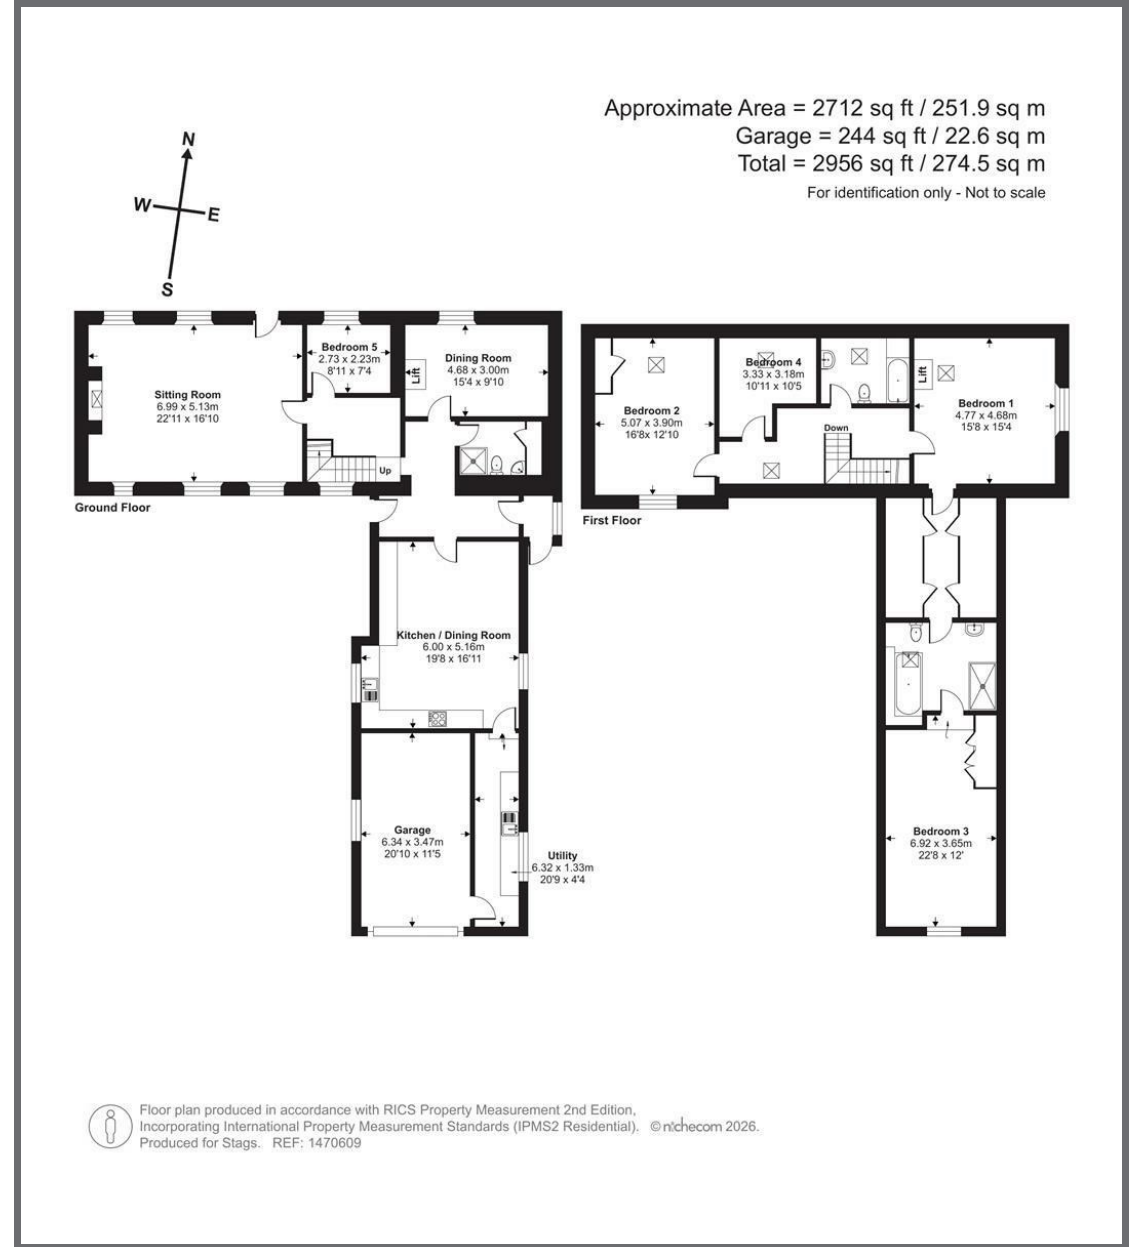 Approximate Area = 2712 sq ft / 251.9 sq m
Garage = 244 sq ft / 22.6 sq m
Total = 2956 sq ft / 274.5 sq m
For identification only - Not to scale
N
W
E
S
Sitting Room
6.99 x 5.13m
22'11 x 16'10
Bedroom 5
2.73 x 2.23m
8'11 x 7'4
Dining Room
4.68 x 3.00m
15'4 x 9'10
Lift
Up
Ground Floor
Kitchen / Dining Room
6.00 x 5.16m
19'8 x 16'11
Garage
6.34 x 3.47m
20'10 x 11'5
Utility
6.32 x 1.33m
20'9 x 4'4
Bedroom 2
5.07 x 3.90m
16'8x 12'10
Bedroom 4
3.33 x 3.18m
10'11 x 10'5
Lift
Bedroom 1
4.77 x 4.68m
15'8 x 15'4
Down
First Floor
Bedroom 3
6.92 x 3.65m
22'8 x 12'
Floor plan produced in accordance with RICS Property Measurement 2nd Edition,
Incorporating International Property Measurement Standards (IPMS2 Residential). © nichecom 2026.
Produced for Stags. REF: 1470609